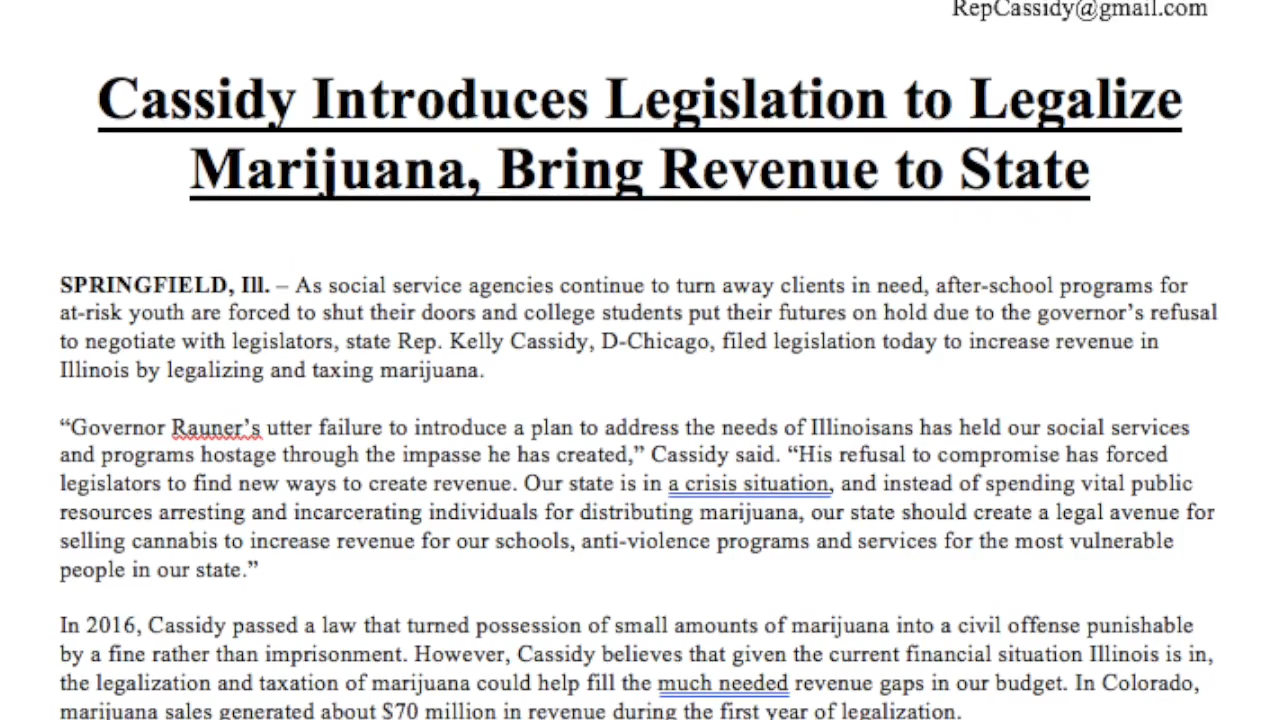 RepCassidy@gmail.com
Cassidy Introduces Legislation to Legalize
Marijuana, Bring Revenue to State
SPRINGFIELD, Ill. – As social service agencies continue to turn away clients in need, after-school programs for
at-risk youth are forced to shut their doors and college students put their futures on hold due to the governor’s refusal
to negotiate with legislators, state Rep. Kelly Cassidy, D-Chicago, filed legislation today to increase revenue in
Illinois by legalizing and taxing marijuana.
“Governor Rauner’s utter failure to introduce a plan to address the needs of Illinoisans has held our social services
and programs hostage through the impasse he has created,” Cassidy said. “His refusal to compromise has forced
legislators to find new ways to create revenue. Our state is in a crisis situation, and instead of spending vital public
resources arresting and incarcerating individuals for distributing marijuana, our state should create a legal avenue for
selling cannabis to increase revenue for our schools, anti-violence programs and services for the most vulnerable
people in our state.”
In 2016, Cassidy passed a law that turned possession of small amounts of marijuana into a civil offense punishable
by a fine rather than imprisonment. However, Cassidy believes that given the current financial situation Illinois is in,
the legalization and taxation of marijuana could help fill the much needed revenue gaps in our budget. In Colorado,
marijuana sales generated about $70 million in revenue during the first year of legalization.